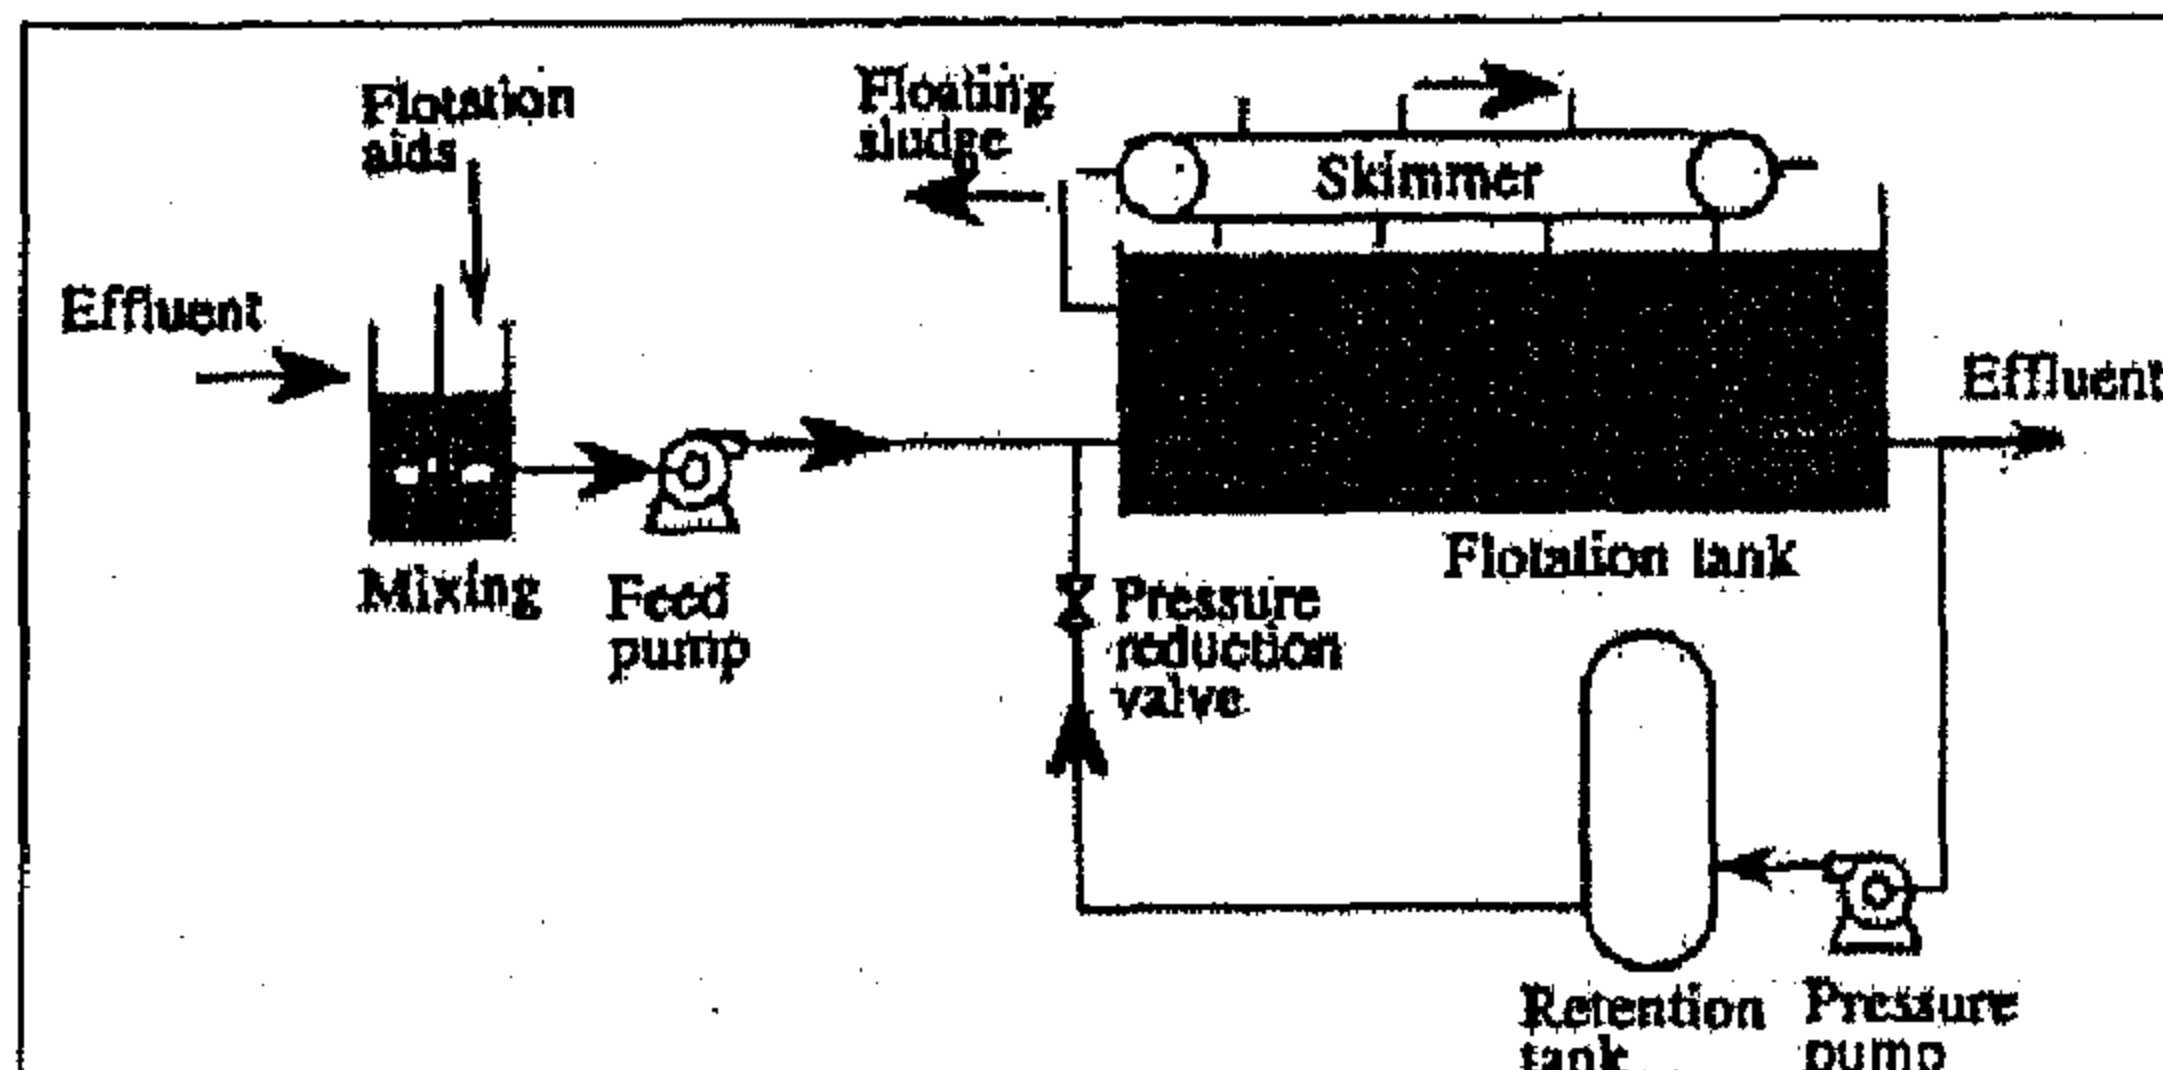 Flotation
aids
Floating
sludge
Skimmer
Effluent
Effluent
Mixing
Feed
pump
Pressure
reduction
valve
Flotation tank
Retention
tank
Pressure
pump